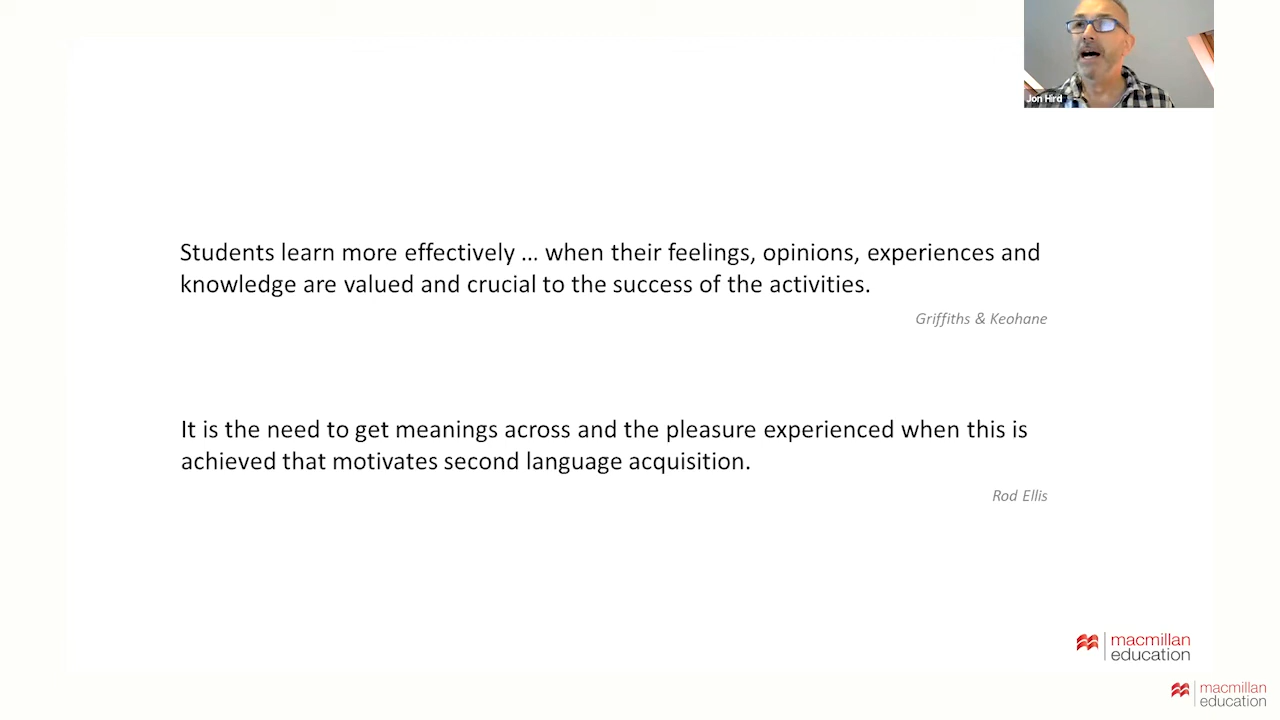 Jon Hird
Students learn more effectively … when their feelings, opinions, experiences and
knowledge are valued and crucial to the success of the activities.
Griffiths & Keohane
It is the need to get meanings across and the pleasure experienced when this is
achieved that motivates second language acquisition.
Rod Ellis
macmillan
education
macmillan
education